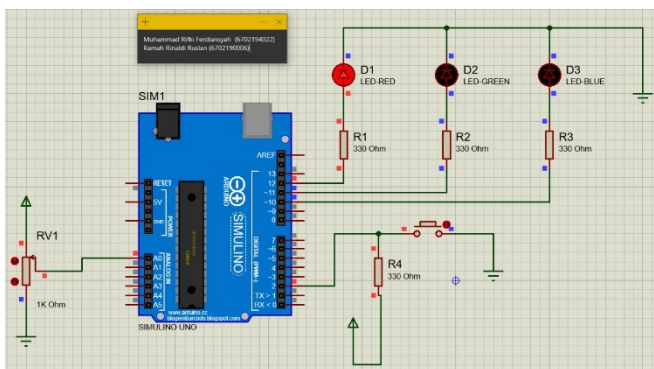 Muhammad Rifki Ferdiansyah (6702194022)
Ramah Rinaldi Ruslan (6702190006)
SIM1
D1
LED-RED
D2
LED-GREEN
D3
LED-BLUE
R1
330 Ohm
R2
330 Ohm
R3
330 Ohm
AREF
13
12
~11
~10
~9
8
RESET
5V
GND
POWER
ARDUINO
SIMULINO
DIGITAL (PWM~)
7
~6
~5
4
~3
2
TX > 1
RX < 0
ANALOG IN
A0
A1
A2
A3
A4
A5
www.arduino.cc
blogembarcado.blogspot.com
SIMULINO UNO
RV1
1K Ohm
R4
330 Ohm